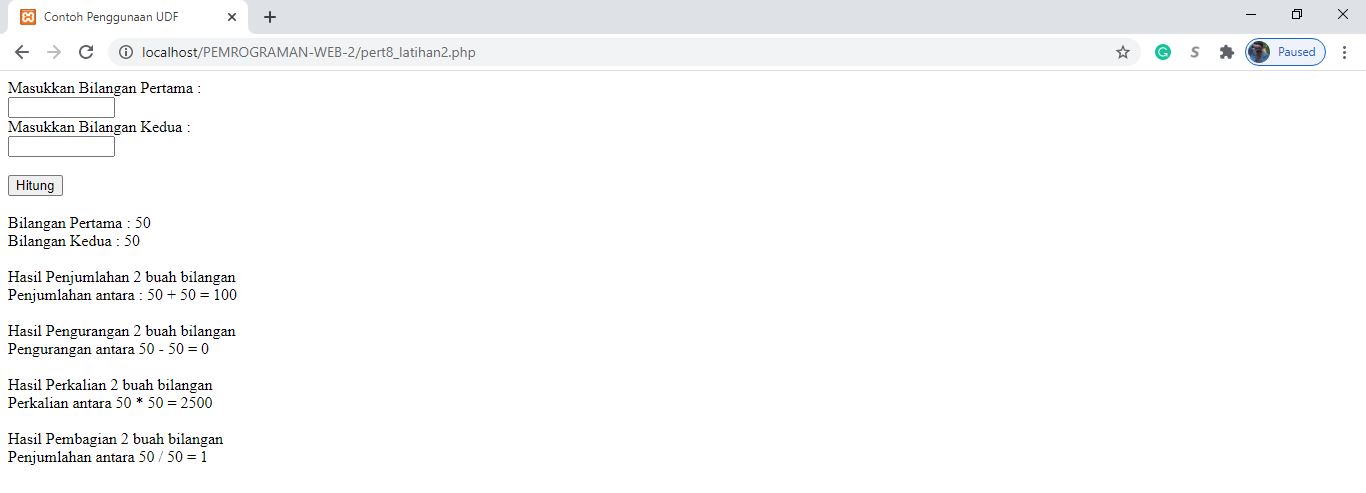 Contoh Penggunaan UDF
localhost/PEMROGRAMAN-WEB-2/pert8_latihan2.php
Paused
Masukkan Bilangan Pertama :
Masukkan Bilangan Kedua :
Hitung
Bilangan Pertama : 50
Bilangan Kedua : 50
Hasil Penjumlahan 2 buah bilangan
Penjumlahan antara : 50 + 50 = 100
Hasil Pengurangan 2 buah bilangan
Pengurangan antara 50 - 50 = 0
Hasil Perkalian 2 buah bilangan
Perkalian antara 50 * 50 = 2500
Hasil Pembagian 2 buah bilangan
Penjumlahan antara 50 / 50 = 1